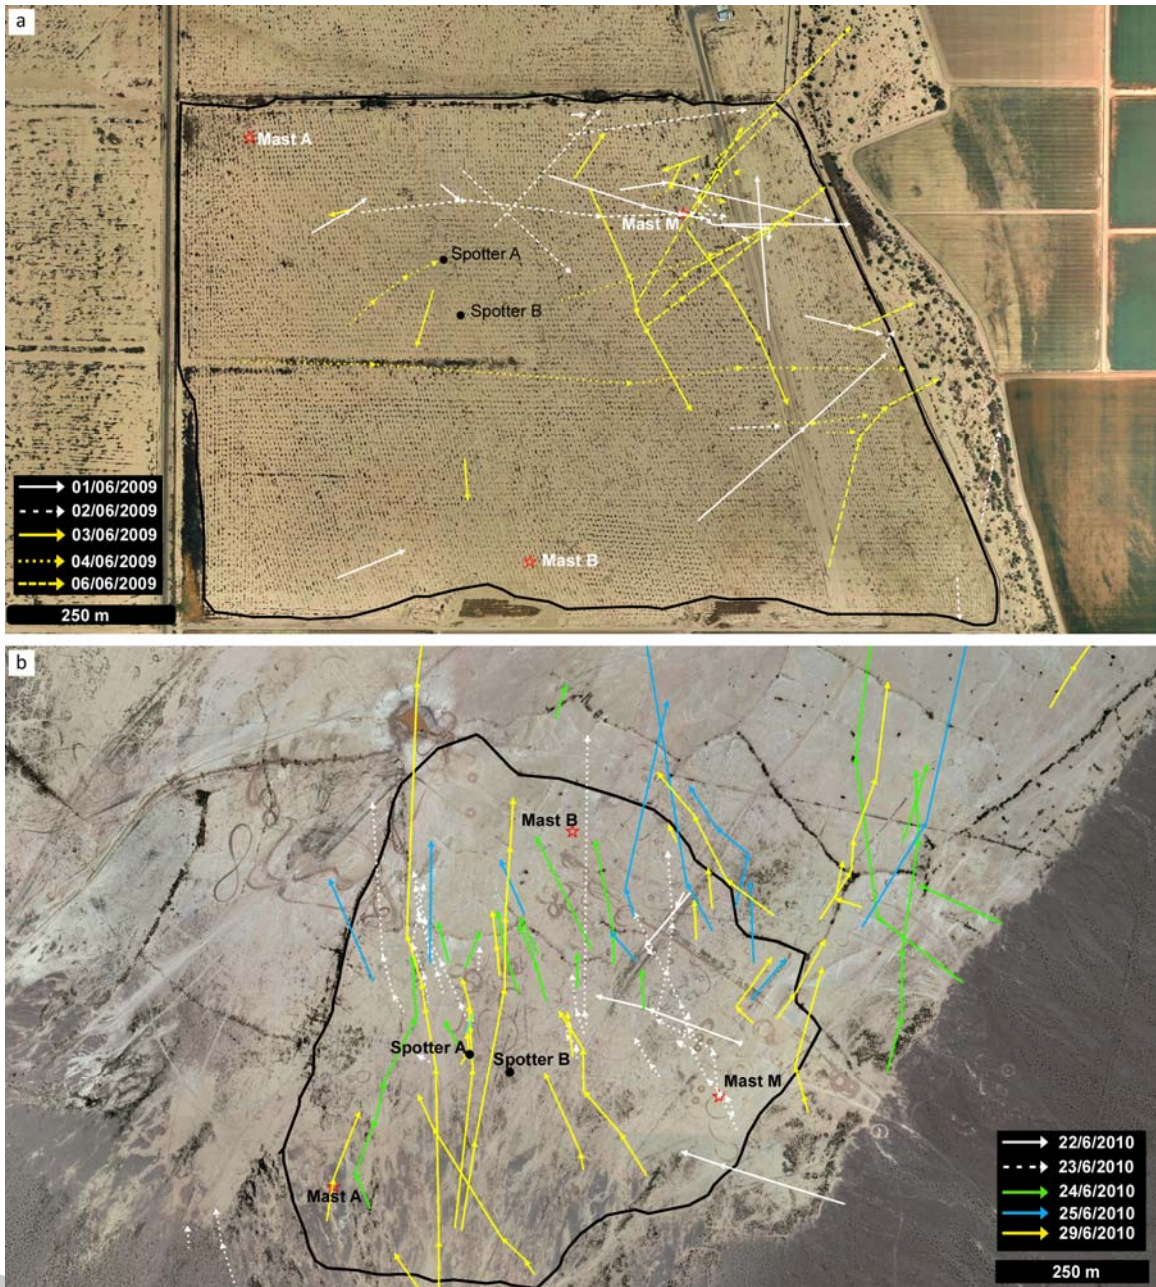 a
Mast A
Mast M
Spotter A
Spotter B
Mast B
01/06/2009
02/06/2009
03/06/2009
04/06/2009
06/06/2009
250 m
b
Mast B
Spotter A
Spotter B
Mast M
Mast A
22/6/2010
23/6/2010
24/6/2010
25/6/2010
29/6/2010
250 m